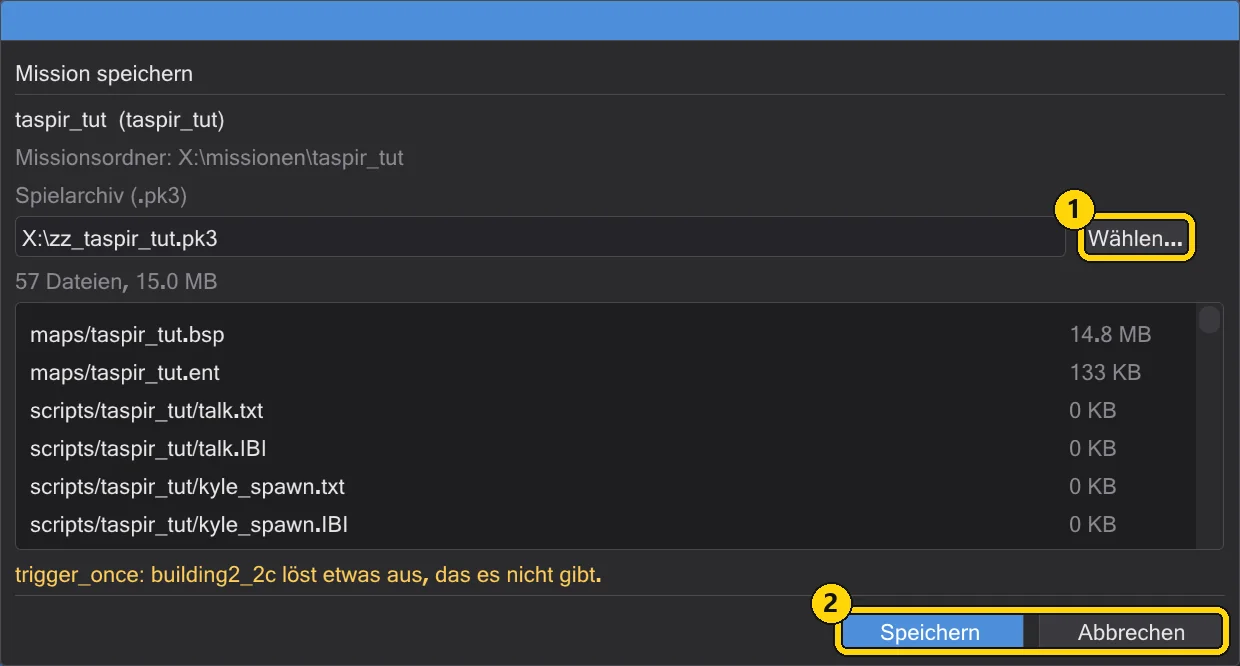 Mission speichern
taspir_tut (taspir_tut)
Missionsordner: X:\missionen\taspir_tut
Spielarchiv (.pk3)
1
X:\zz_taspir_tut.pk3 Wählen...
57 Dateien, 15.0 MB
maps/taspir_tut.bsp 14.8 MB
maps/taspir_tut.ent 133 KB
scripts/taspir_tut/talk.txt 0 KB
scripts/taspir_tut/talk.IBI 0 KB
scripts/taspir_tut/kyle_spawn.txt 0 KB
scripts/taspir_tut/kyle_spawn.IBI 0 KB
trigger_once: building2_2c löst etwas aus, das es nicht gibt.
2
Speichern Abbrechen